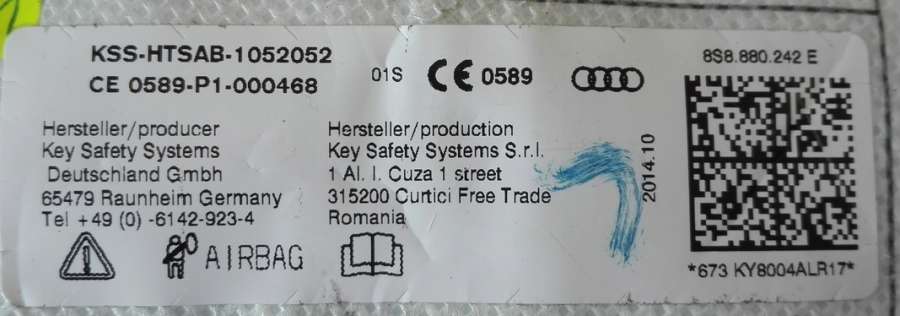 KSS-HTSAB-1052052
CE 0589-P1-000468
01S CE 0589
8S8.880.242 E
Hersteller/producer
Key Safety Systems
Deutschland Gmbh
65479 Raunheim Germany
Tel +49 (0) -6142-923-4
Hersteller/production
Key Safety Systems S.r.l.
1 Al. I. Cuza 1 street
315200 Curtici Free Trade
Romania
2014.10
AIRBAG
*673 KY8004ALR17*